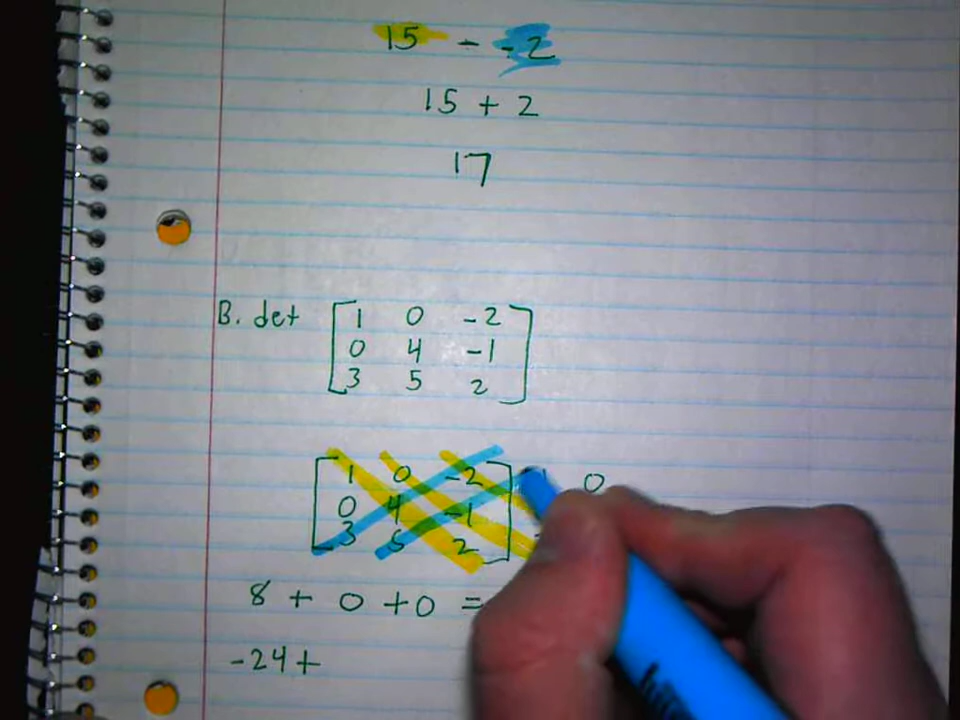 15 - -2
15 + 2
17
B. det [ 1 0 -2 ]
0 4 -1
3 5 2
[ 1 0 -2 ] 1 0
0 4 -1
3 5 2
8 + 0 + 0 =
-24 +